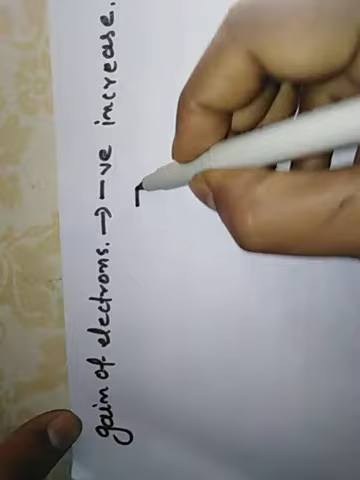 gain of electrons. → -ve increase.